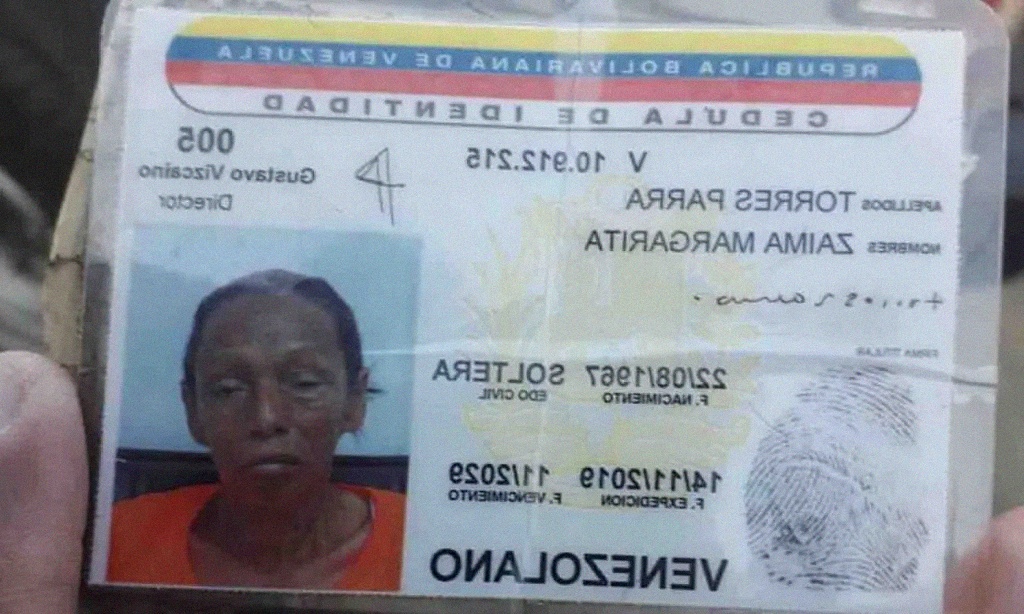 REPUBLICA BOLIVARIANA DE VENEZUELA
CEDULA DE IDENTIDAD
V 10.912.215
APELLIDOS TORRES PARRA
NOMBRES ZAIMA MARGARITA
FIRMA TITULAR
22/08/1967 SOLTERA
F. NACIMIENTO EDO CIVIL
14/11/2019 11/2029
F. EXPEDICION F. VENCIMIENTO
VENEZOLANO
005
Gustavo Vizcaino
Director